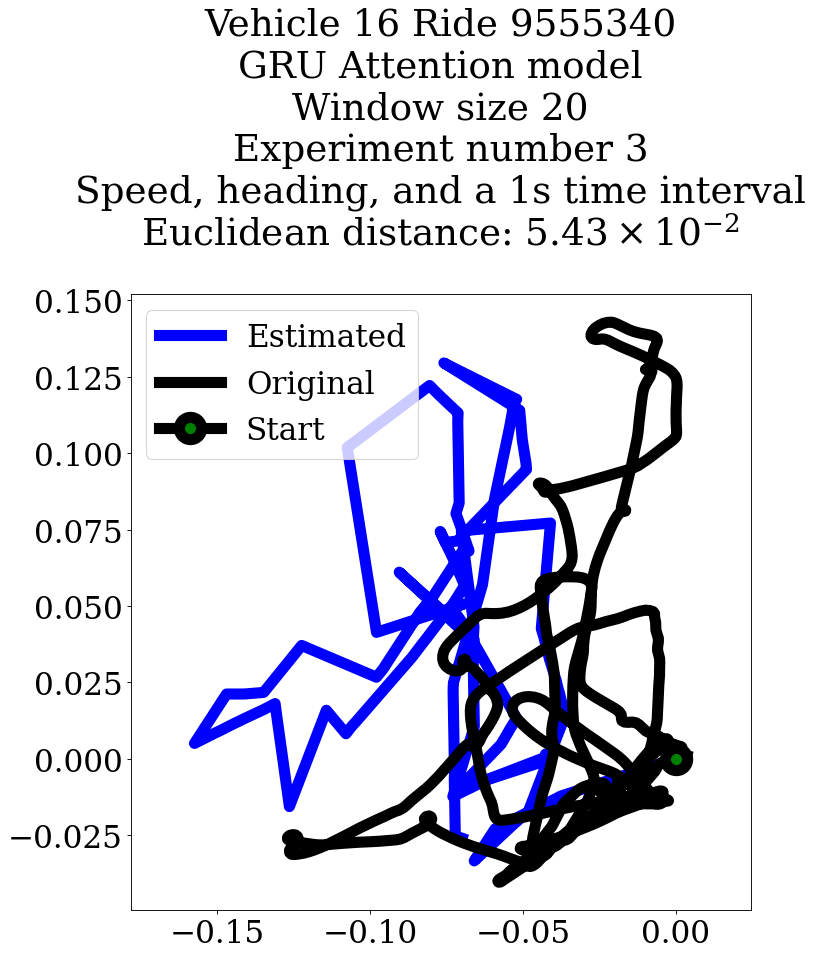 Vehicle 16 Ride 9555340
GRU Attention model
Window size 20
Experiment number 3
Speed, heading, and a 1s time interval
Euclidean distance: 5.43 × 10⁻²
0.150
Estimated
0.125
Original
Start
0.100
0.075
0.050
0.025
0.000
−0.025
−0.15 −0.10 −0.05 0.00